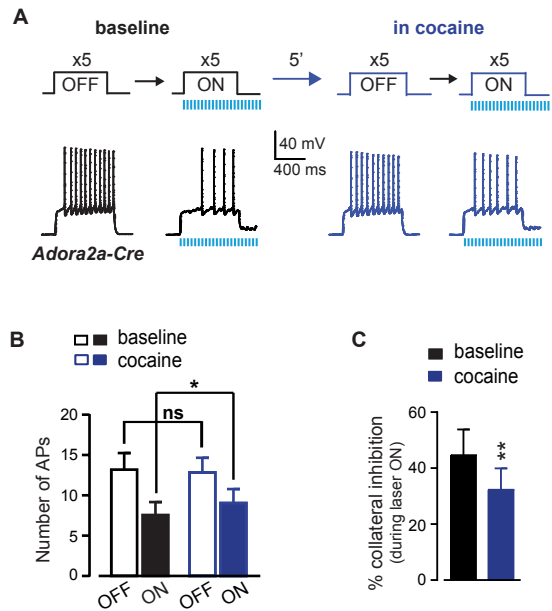 A
baseline
in cocaine
x5
OFF
x5
ON
5'
x5
OFF
x5
ON
40 mV
400 ms
Adora2a-Cre
B
baseline
cocaine
*
ns
Number of APs
20
15
10
5
0
OFF ON OFF ON
C
baseline
cocaine
% collateral inhibition
(during laser ON)
60
40
20
0
**